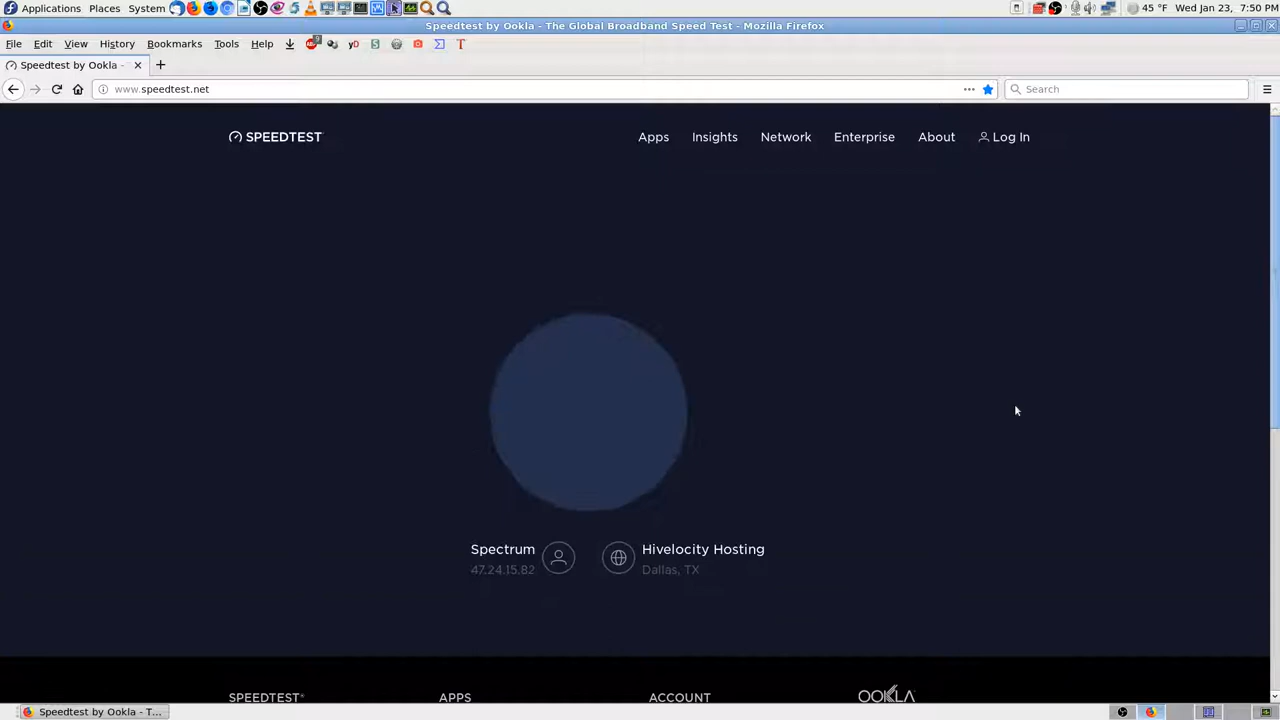 Applications Places System
45 °F Wed Jan 23, 7:50 PM
Speedtest by Ookla - The Global Broadband Speed Test - Mozilla Firefox
File Edit View History Bookmarks Tools Help
Speedtest by Ookla -
www.speedtest.net
Search
SPEEDTEST
Apps Insights Network Enterprise About Log In
Spectrum
47.24.15.82
Hivelocity Hosting
Dallas, TX
SPEEDTEST® APPS ACCOUNT OOKLA
Speedtest by Ookla - T...